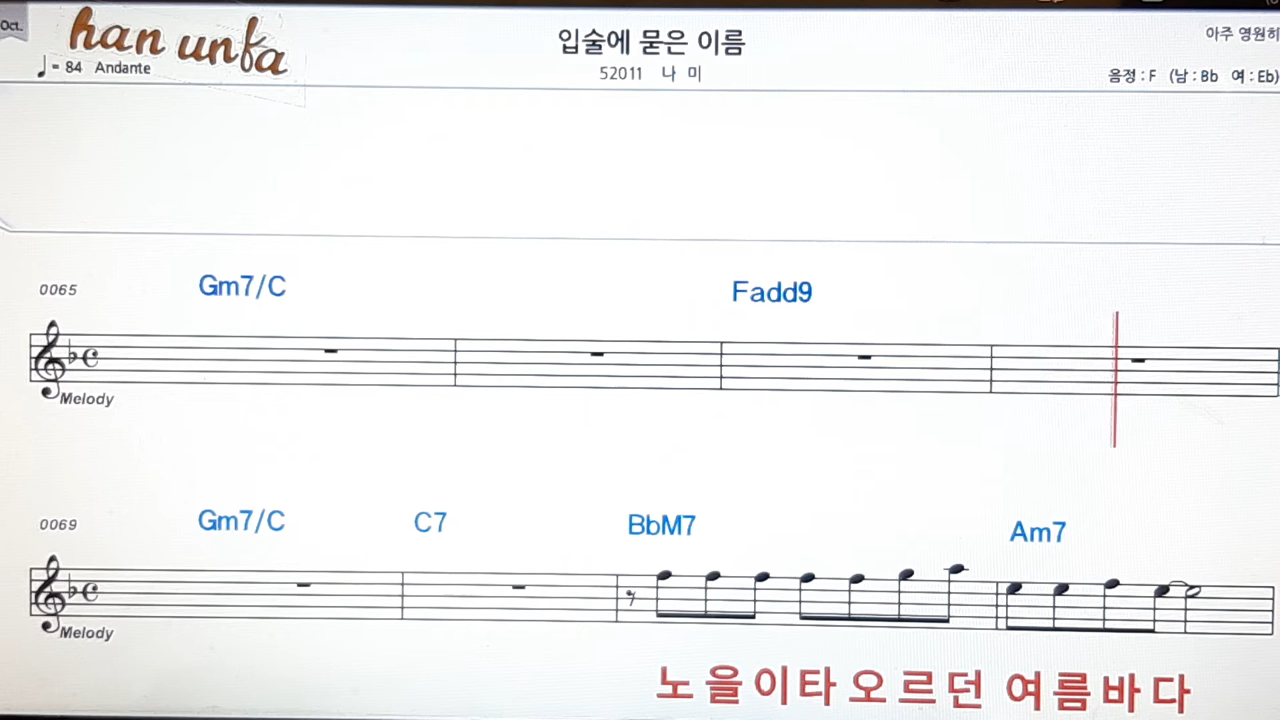 Oct.
han unfa
입술에 묻은 이름
아주 영원히
♩= 84 Andante
52011 나 미
음정 : F (남 : Bb 여 : Eb)
0065 Gm7/C Fadd9
Melody
0069 Gm7/C C7 BbM7 Am7
Melody
노을이타오르던 여름바다